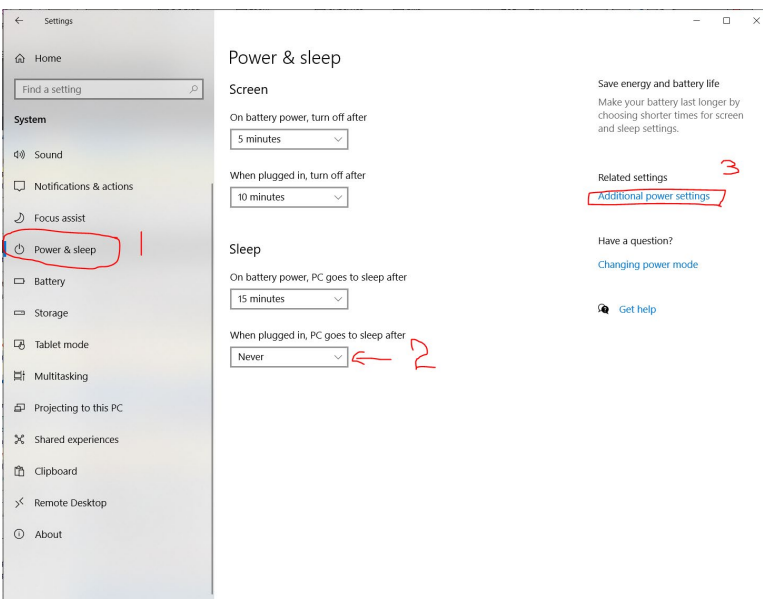 Settings
Home
Find a setting
System
Sound
Notifications & actions
Focus assist
Power & sleep
1
Battery
Storage
Tablet mode
Multitasking
Projecting to this PC
Shared experiences
Clipboard
Remote Desktop
About
Power & sleep
Screen
On battery power, turn off after
5 minutes
When plugged in, turn off after
10 minutes
Sleep
On battery power, PC goes to sleep after
15 minutes
When plugged in, PC goes to sleep after
Never
2
Save energy and battery life
Make your battery last longer by
choosing shorter times for screen
and sleep settings.
3
Related settings
Additional power settings
Have a question?
Changing power mode
Get help